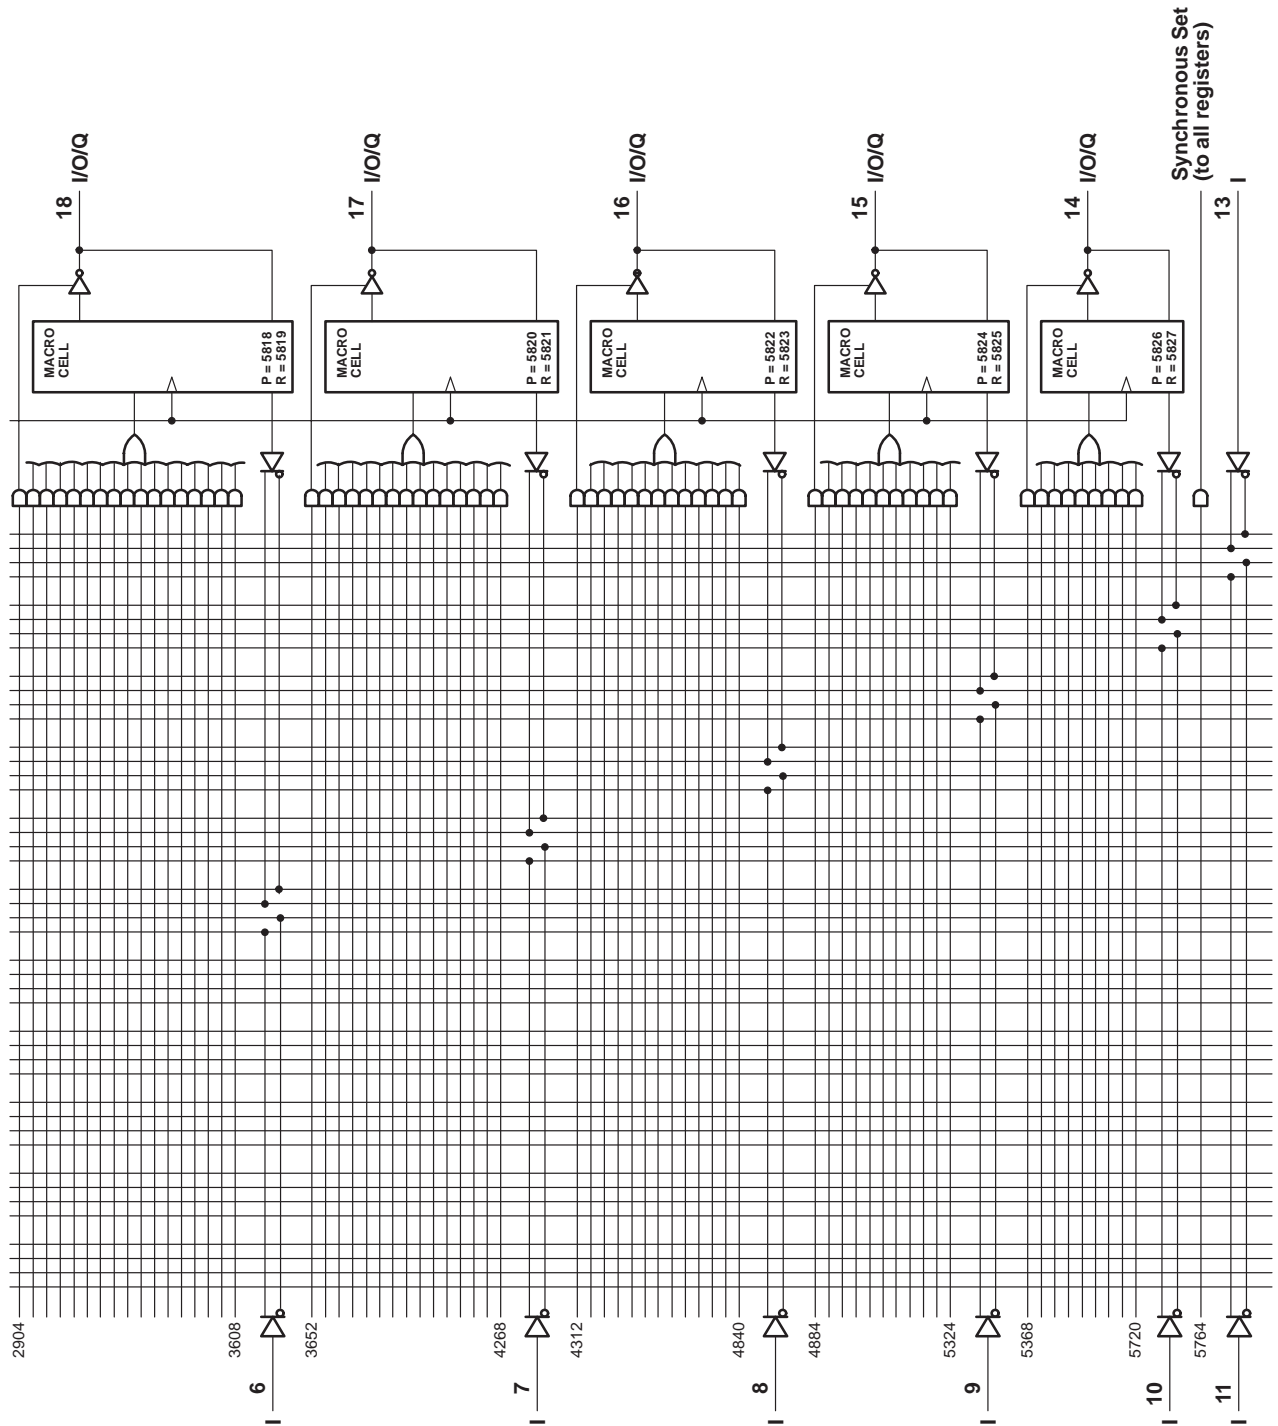 18 I/O/Q
17 I/O/Q
16 I/O/Q
15 I/O/Q
14 I/O/Q
Synchronous Set
(to all registers)
13 I
MACRO
CELL
P = 5818
R = 5819
MACRO
CELL
P = 5820
R = 5821
MACRO
CELL
P = 5822
R = 5823
MACRO
CELL
P = 5824
R = 5825
MACRO
CELL
P = 5826
R = 5827
2904
3608
3652
4268
4312
4840
4884
5324
5368
5720
5764
I 6
I 7
I 8
I 9
I 10
I 11